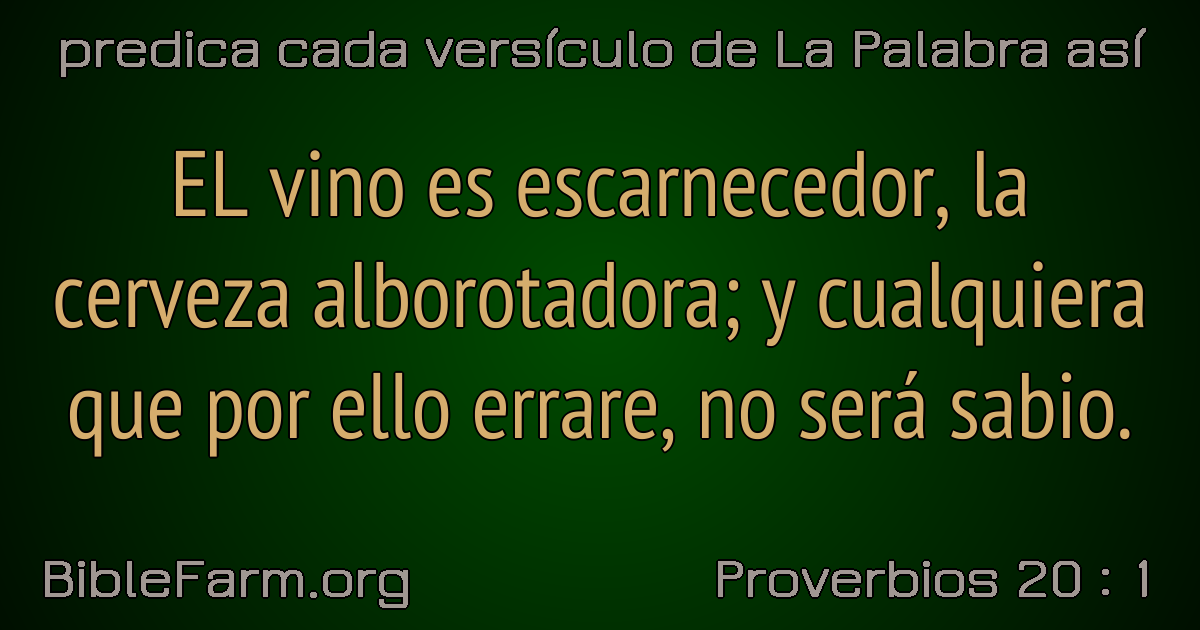 predica cada versículo de La Palabra así
EL vino es escarnecedor, la
cerveza alborotadora; y cualquiera
que por ello errare, no será sabio.
BibleFarm.org
Proverbios 20 : 1